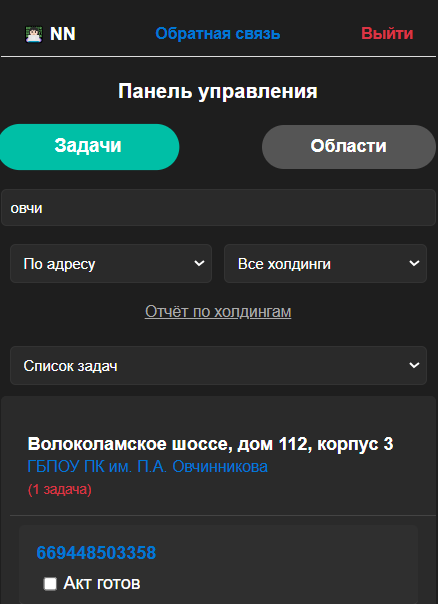 NN Обратная связь Выйти
Панель управления
Задачи Области
овчи
По адресу Все холдинги
Отчёт по холдингам
Список задач
Волоколамское шоссе, дом 112, корпус 3
ГБПОУ ПК им. П.А. Овчинникова
(1 задача)
669448503358
Акт готов